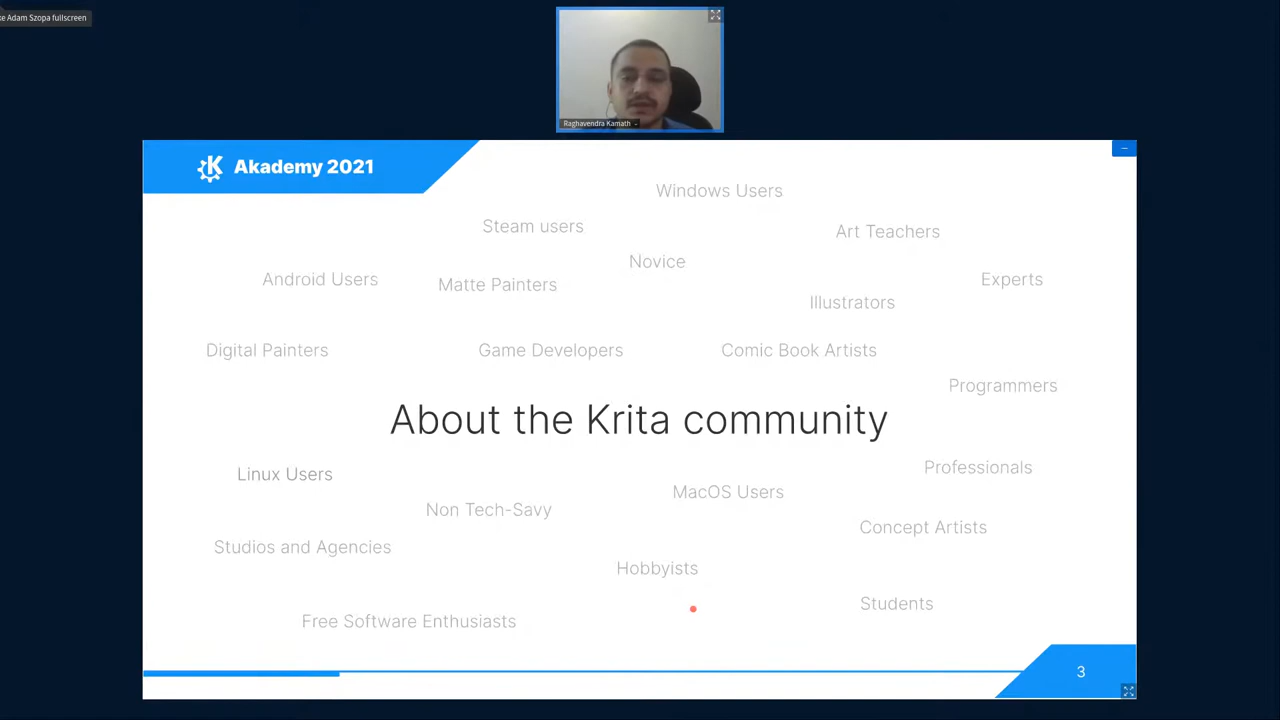 ke Adam Szopa fullscreen
Raghavendra Kamath
Akademy 2021
Windows Users
Steam users
Art Teachers
Novice
Android Users
Matte Painters
Experts
Illustrators
Digital Painters
Game Developers
Comic Book Artists
Programmers
About the Krita community
Linux Users
Professionals
MacOS Users
Non Tech-Savy
Concept Artists
Studios and Agencies
Hobbyists
Students
Free Software Enthusiasts
3